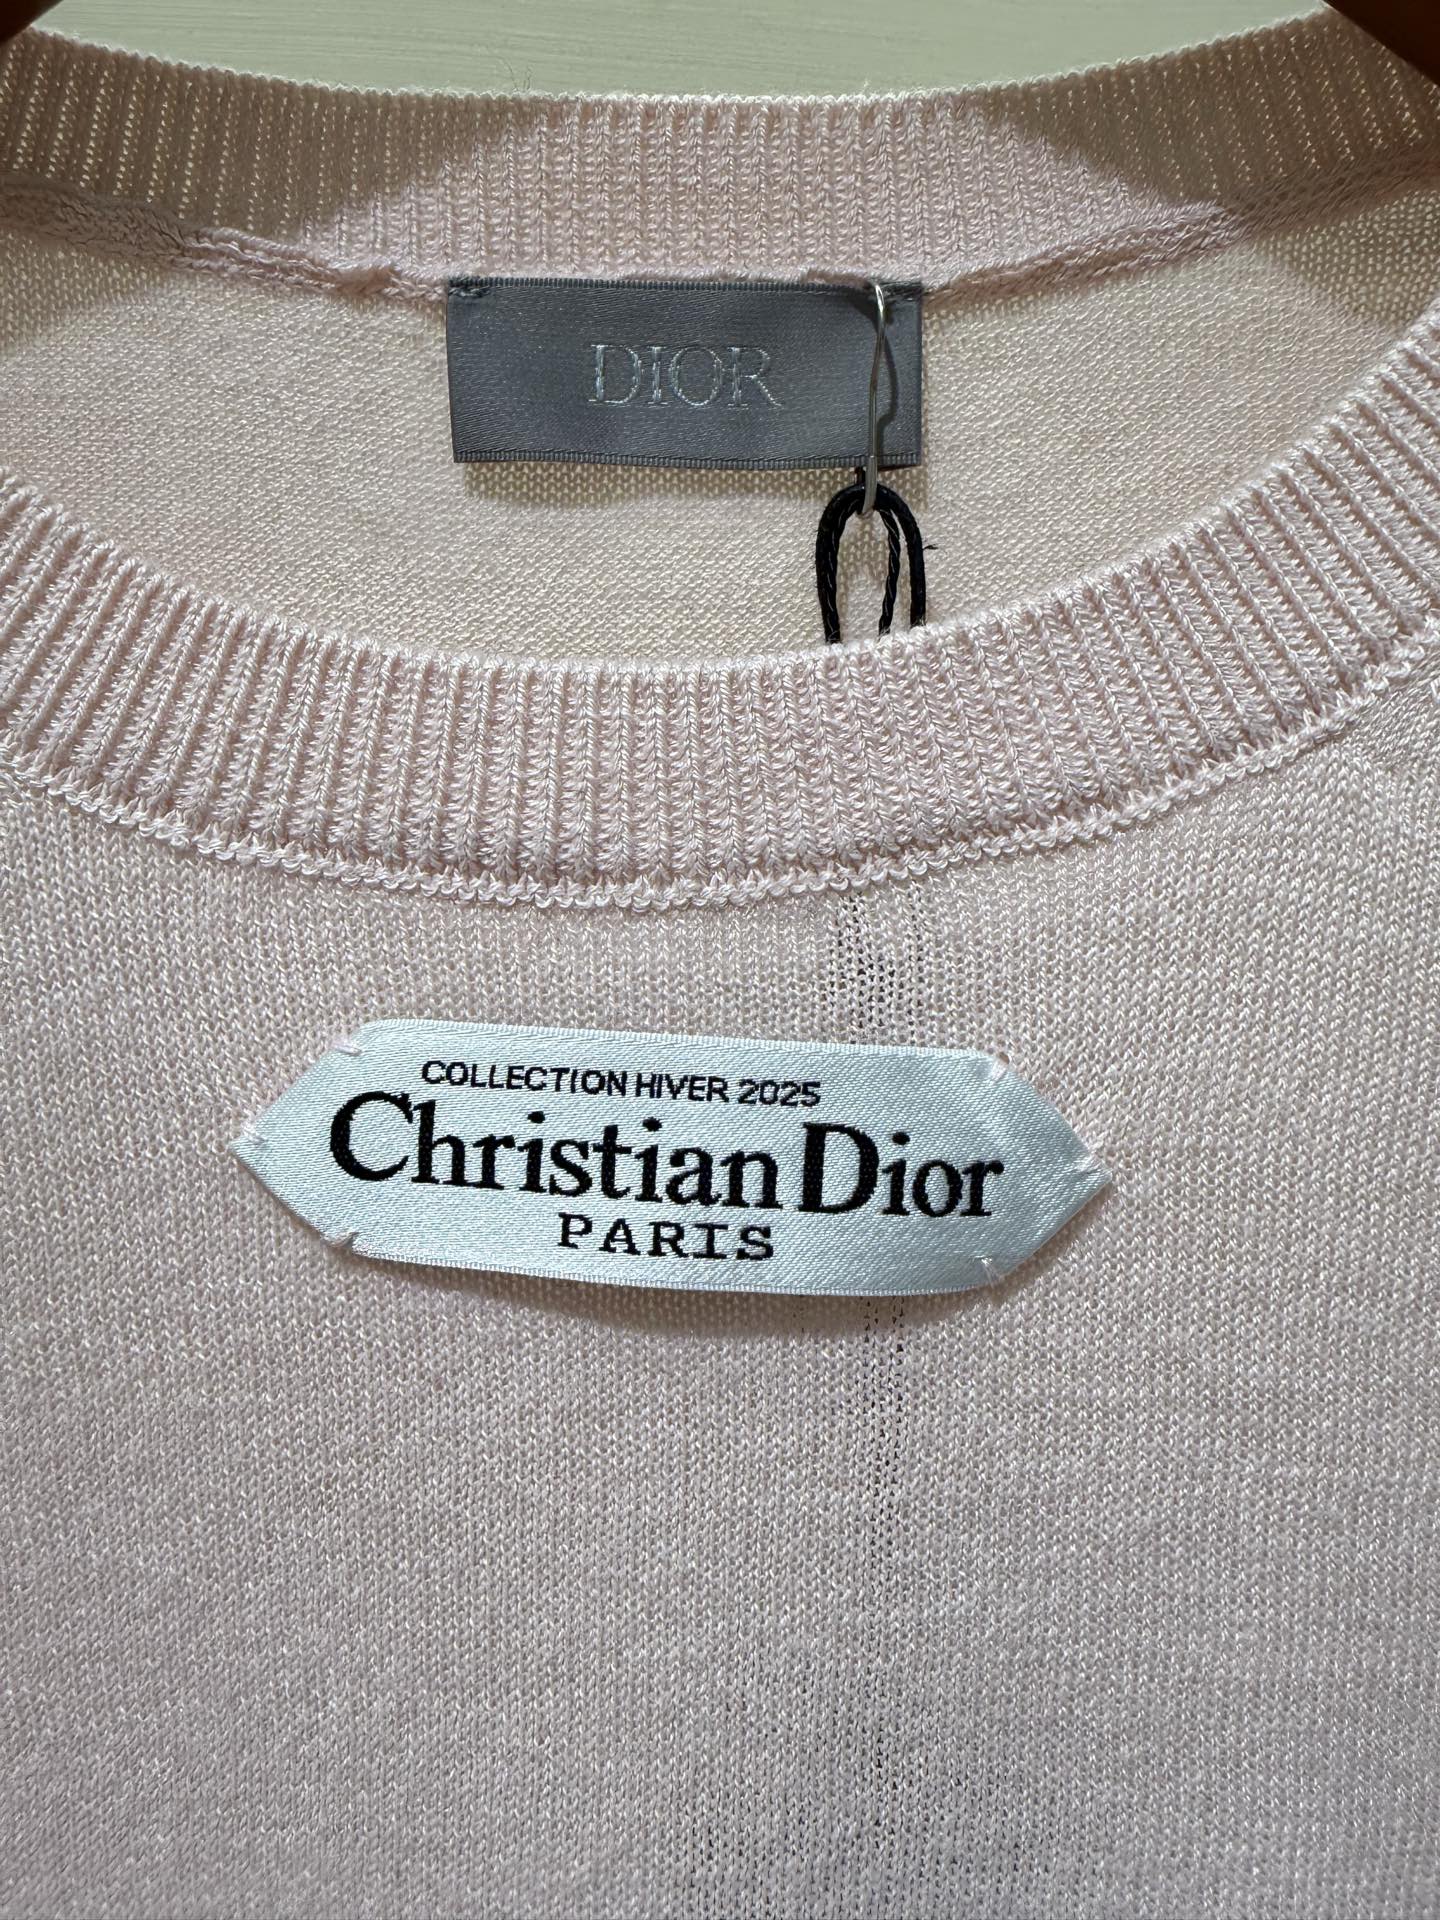 DIOR
COLLECTION HIVER 2025
Christian Dior
PARIS